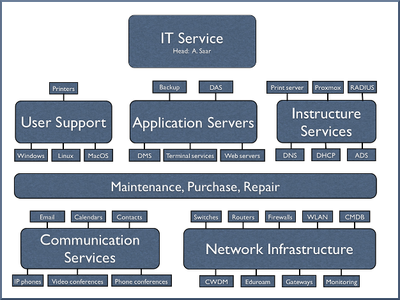 IT Service
Head: A. Saar
Printers
Backup
OAS
Print server
Proxmox
RADIUS
User Support
Application Servers
Instructure
Services
Windows
Linux
MacOS
DMS
Terminal services
Web servers
DNS
DHCP
ADS
Maintenance, Purchase, Repair
Email
Calendars
Contacts
Switches
Routers
Firewalls
WLAN
CMDB
Communication
Services
Network Infrastructure
IP phones
Video conferences
Phone conferences
CWDM
Eduroam
Gateways
Monitoring